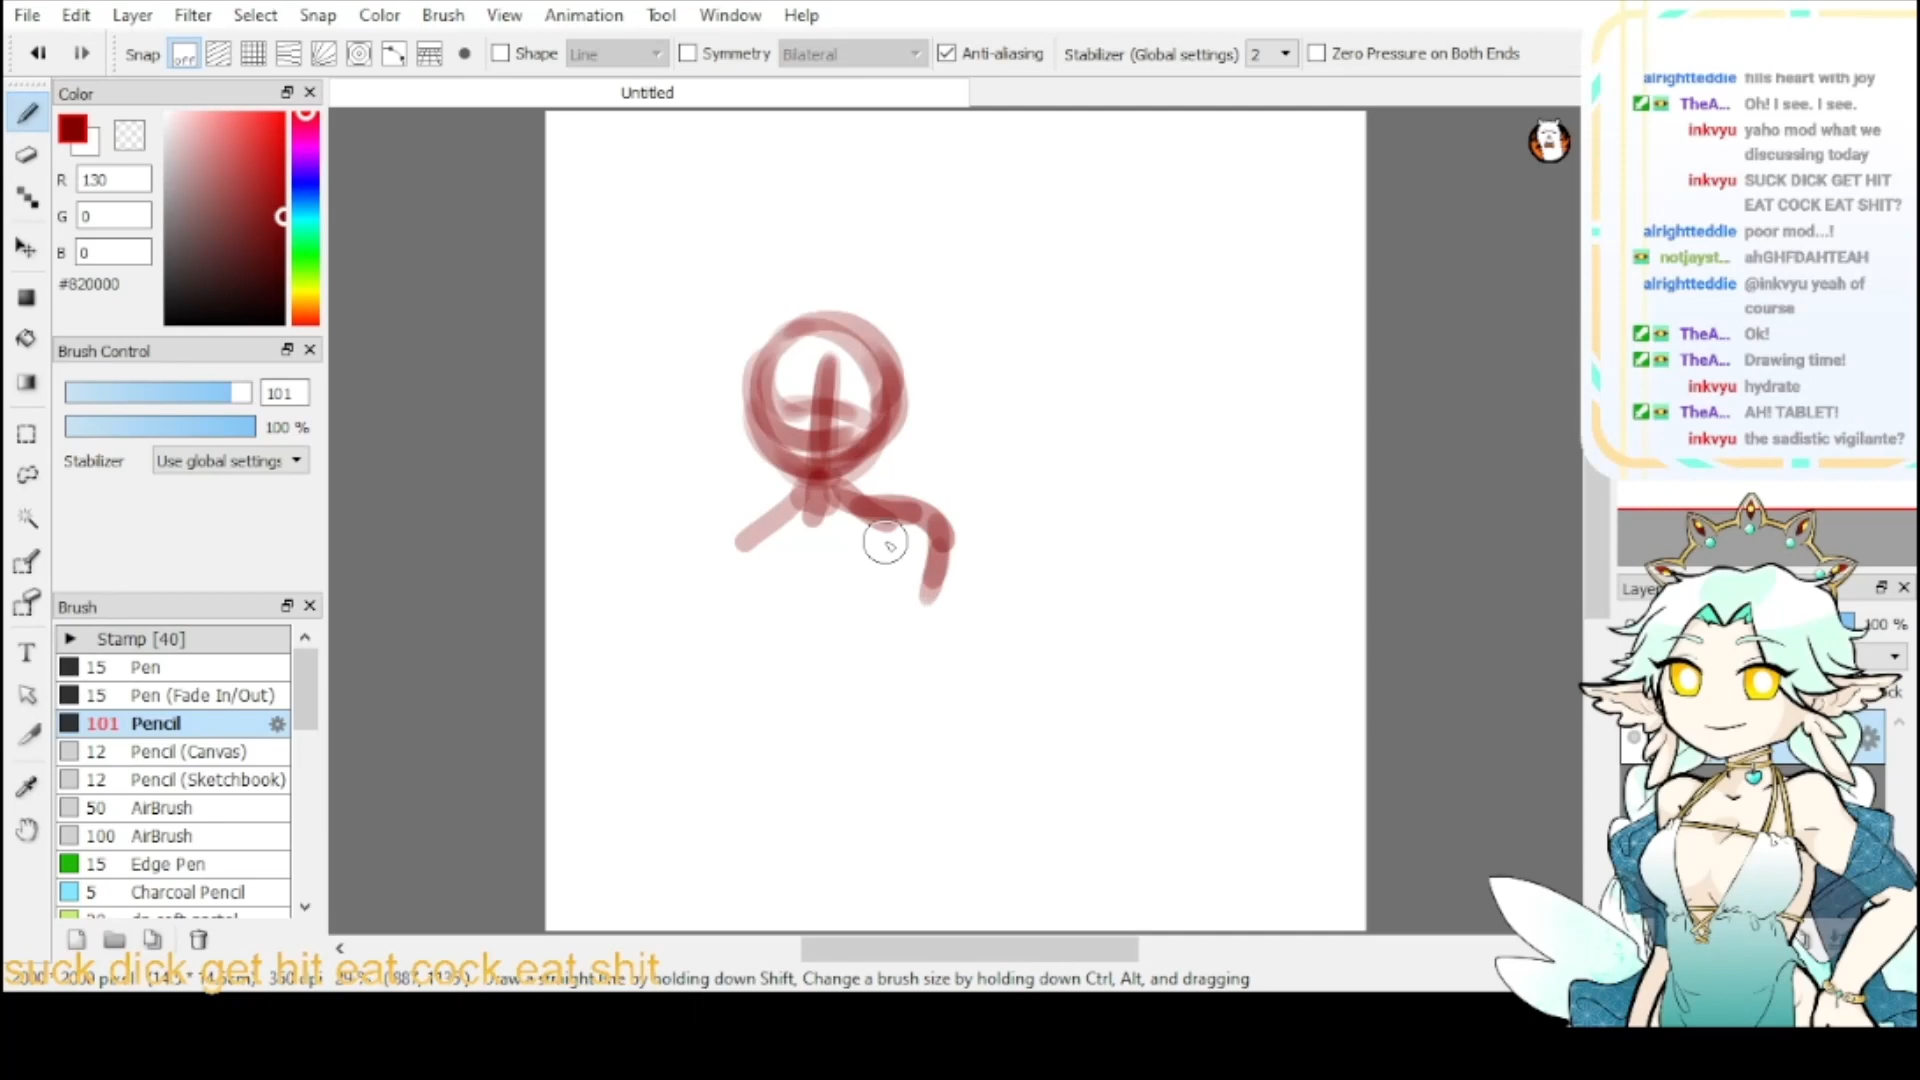 File Edit Layer Filter Select Snap Color Brush View Animation Tool Window Help
Snap off Shape Line Symmetry Bilateral Anti-aliasing Stabilizer (Global settings) 2 Zero Pressure on Both Ends
Color
Untitled
R 130
G 0
B 0
#820000
Brush Control
101
100 %
Stabilizer Use global settings
Brush
Stamp [40]
15 Pen
15 Pen (Fade In/Out)
101 Pencil
12 Pencil (Canvas)
12 Pencil (Sketchbook)
50 AirBrush
100 AirBrush
15 Edge Pen
5 Charcoal Pencil
suck dick get hit eat cock eat shit
holding down Shift, Change a brush size by holding down Ctrl, Alt, and dragging
alrightteddie fills heart with joy
TheA... Oh! I see. I see.
inkvyu yaho mod what we
discussing today
inkvyu SUCK DICK GET HIT
EAT COCK EAT SHIT?
alrightteddie poor mod...!
notjayst... ahGHFDAHTEAH
alrightteddie @inkvyu yeah of
course
TheA... Ok!
TheA... Drawing time!
inkvyu hydrate
TheA... AH! TABLET!
inkvyu the sadistic vigilante?
100 %